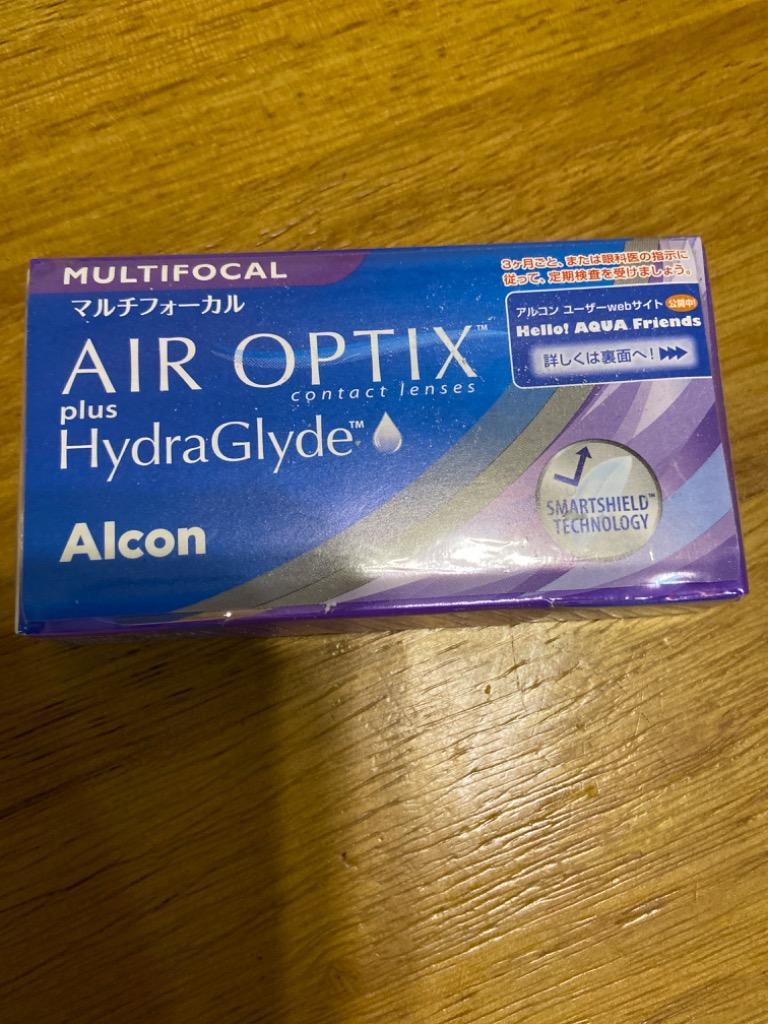 MULTIFOCAL
マルチフォーカル
AIR OPTIX™
contact lenses
plus
HydraGlyde™
Alcon
3ヶ月ごと、または眼科医の指示に
従って、定期検査を受けましょう。
アルコン ユーザーwebサイト 公開中!
Hello! AQUA Friends
詳しくは裏面へ!
SMARTSHIELD™
TECHNOLOGY